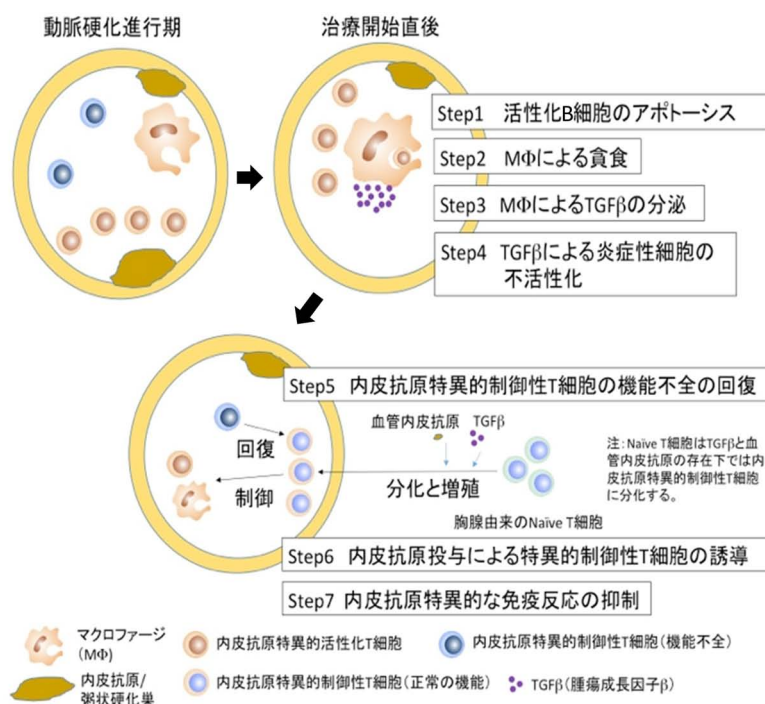 動脈硬化進行期
治療開始直後
Step1 活性化B細胞のアポトーシス
Step2 MΦによる貪食
Step3 MΦによるTGFβの分泌
Step4 TGFβによる炎症性細胞の
不活性化
Step5 内皮抗原特異的制御性T細胞の機能不全の回復
血管内皮抗原 TGFβ
回復
制御
分化と増殖
注:Naïve T細胞はTGFβと血
管内皮抗原の存在下では内
皮抗原特異的制御性T細胞
に分化する。
胸腺由来のNaïve T細胞
Step6 内皮抗原投与による特異的制御性T細胞の誘導
Step7 内皮抗原特異的な免疫反応の抑制
マクロファージ
(MΦ)
内皮抗原特異的活性化T細胞
内皮抗原特異的制御性T細胞(機能不全)
内皮抗原/
粥状硬化巣
内皮抗原特異的制御性T細胞(正常の機能)
TGFβ(腫瘍成長因子β)